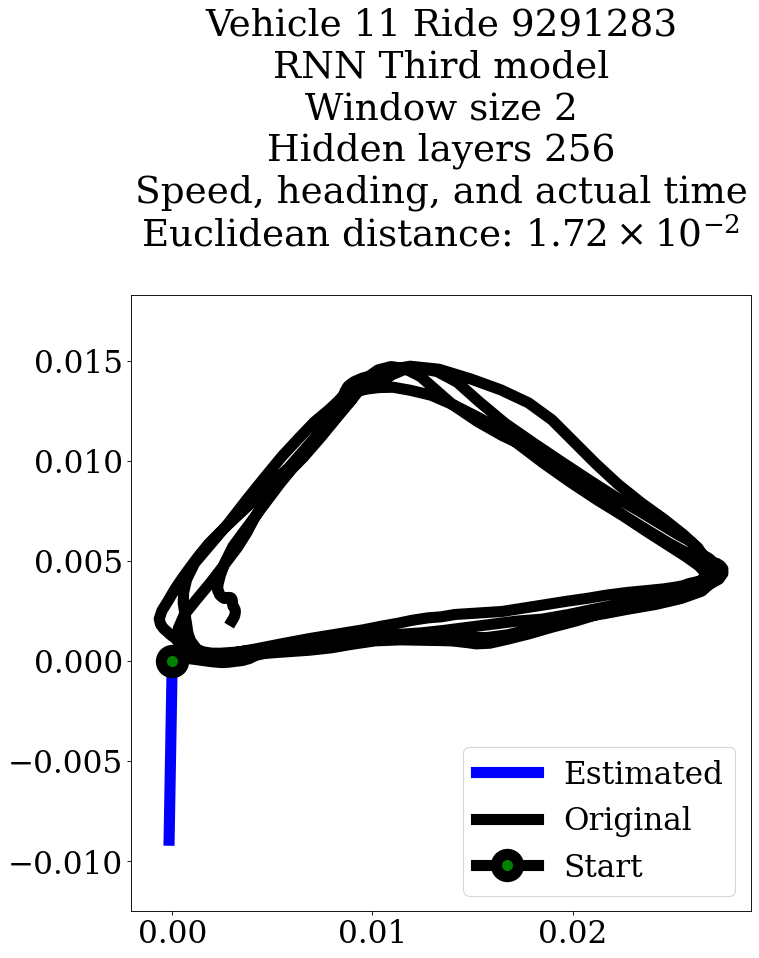 Vehicle 11 Ride 9291283
RNN Third model
Window size 2
Hidden layers 256
Speed, heading, and actual time
Euclidean distance: 1.72 × 10⁻²
0.015
0.010
0.005
0.000
−0.005
−0.010
Estimated
Original
Start
0.00 0.01 0.02